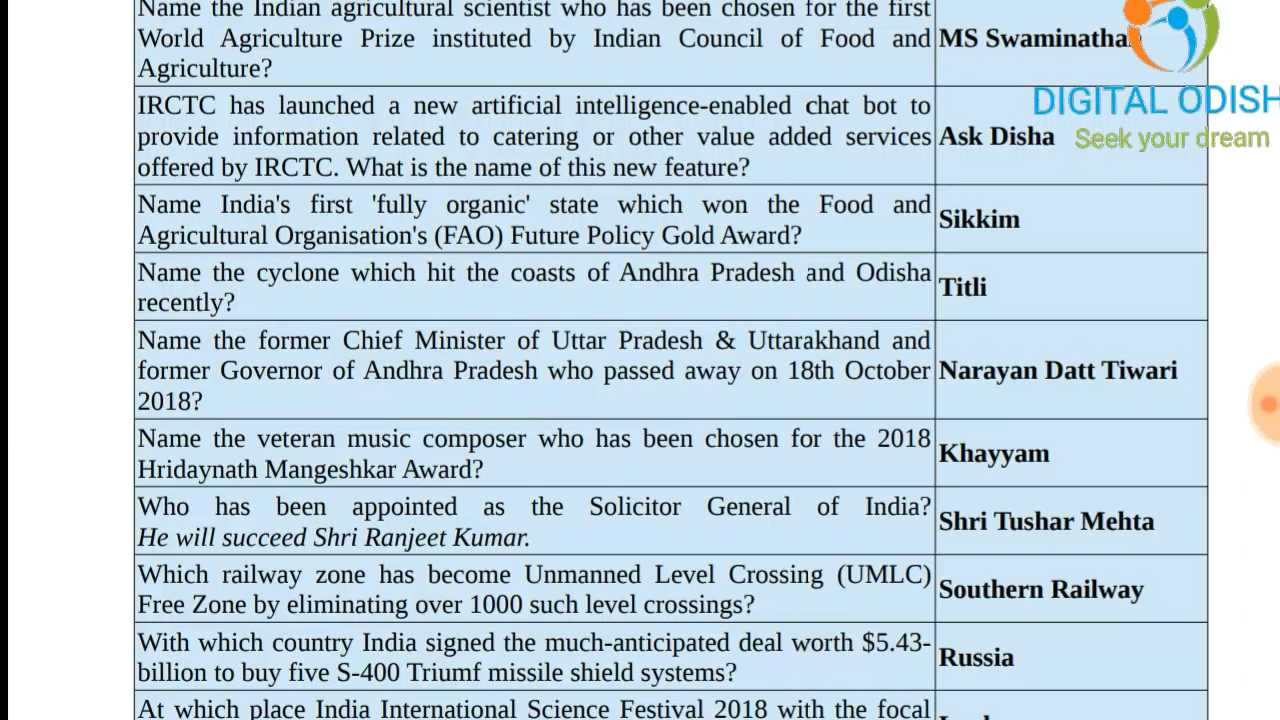 Name the Indian agricultural scientist who has been chosen for the first
World Agriculture Prize instituted by Indian Council of Food and
Agriculture?
MS Swaminathan
IRCTC has launched a new artificial intelligence-enabled chat bot to
provide information related to catering or other value added services
offered by IRCTC. What is the name of this new feature?
Ask Disha
Name India's first 'fully organic' state which won the Food and
Agricultural Organisation's (FAO) Future Policy Gold Award?
Sikkim
Name the cyclone which hit the coasts of Andhra Pradesh and Odisha
recently?
Titli
Name the former Chief Minister of Uttar Pradesh & Uttarakhand and
former Governor of Andhra Pradesh who passed away on 18th October
2018?
Narayan Datt Tiwari
Name the veteran music composer who has been chosen for the 2018
Hridaynath Mangeshkar Award?
Khayyam
Who has been appointed as the Solicitor General of India?
He will succeed Shri Ranjeet Kumar.
Shri Tushar Mehta
Which railway zone has become Unmanned Level Crossing (UMLC)
Free Zone by eliminating over 1000 such level crossings?
Southern Railway
With which country India signed the much-anticipated deal worth $5.43-
billion to buy five S-400 Triumf missile shield systems?
Russia
At which place India International Science Festival 2018 with the focal
DIGITAL ODISH
Seek your dream